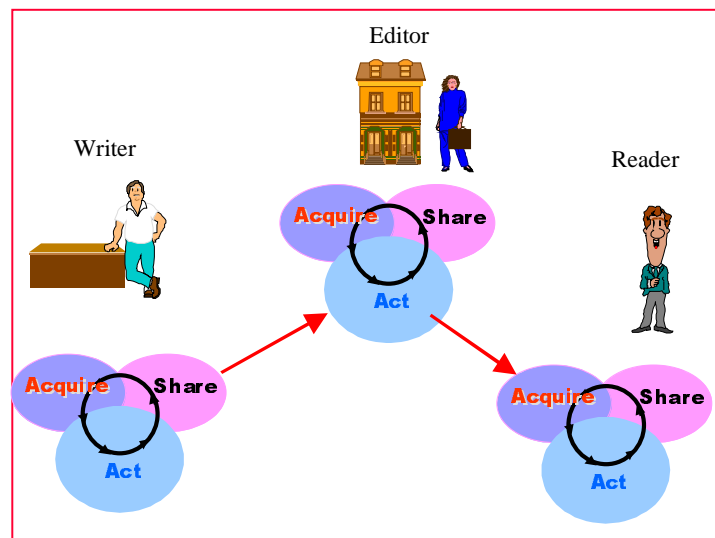 Editor
Writer
Reader
Acquire Share
Act
Acquire Share
Act
Acquire Share
Act